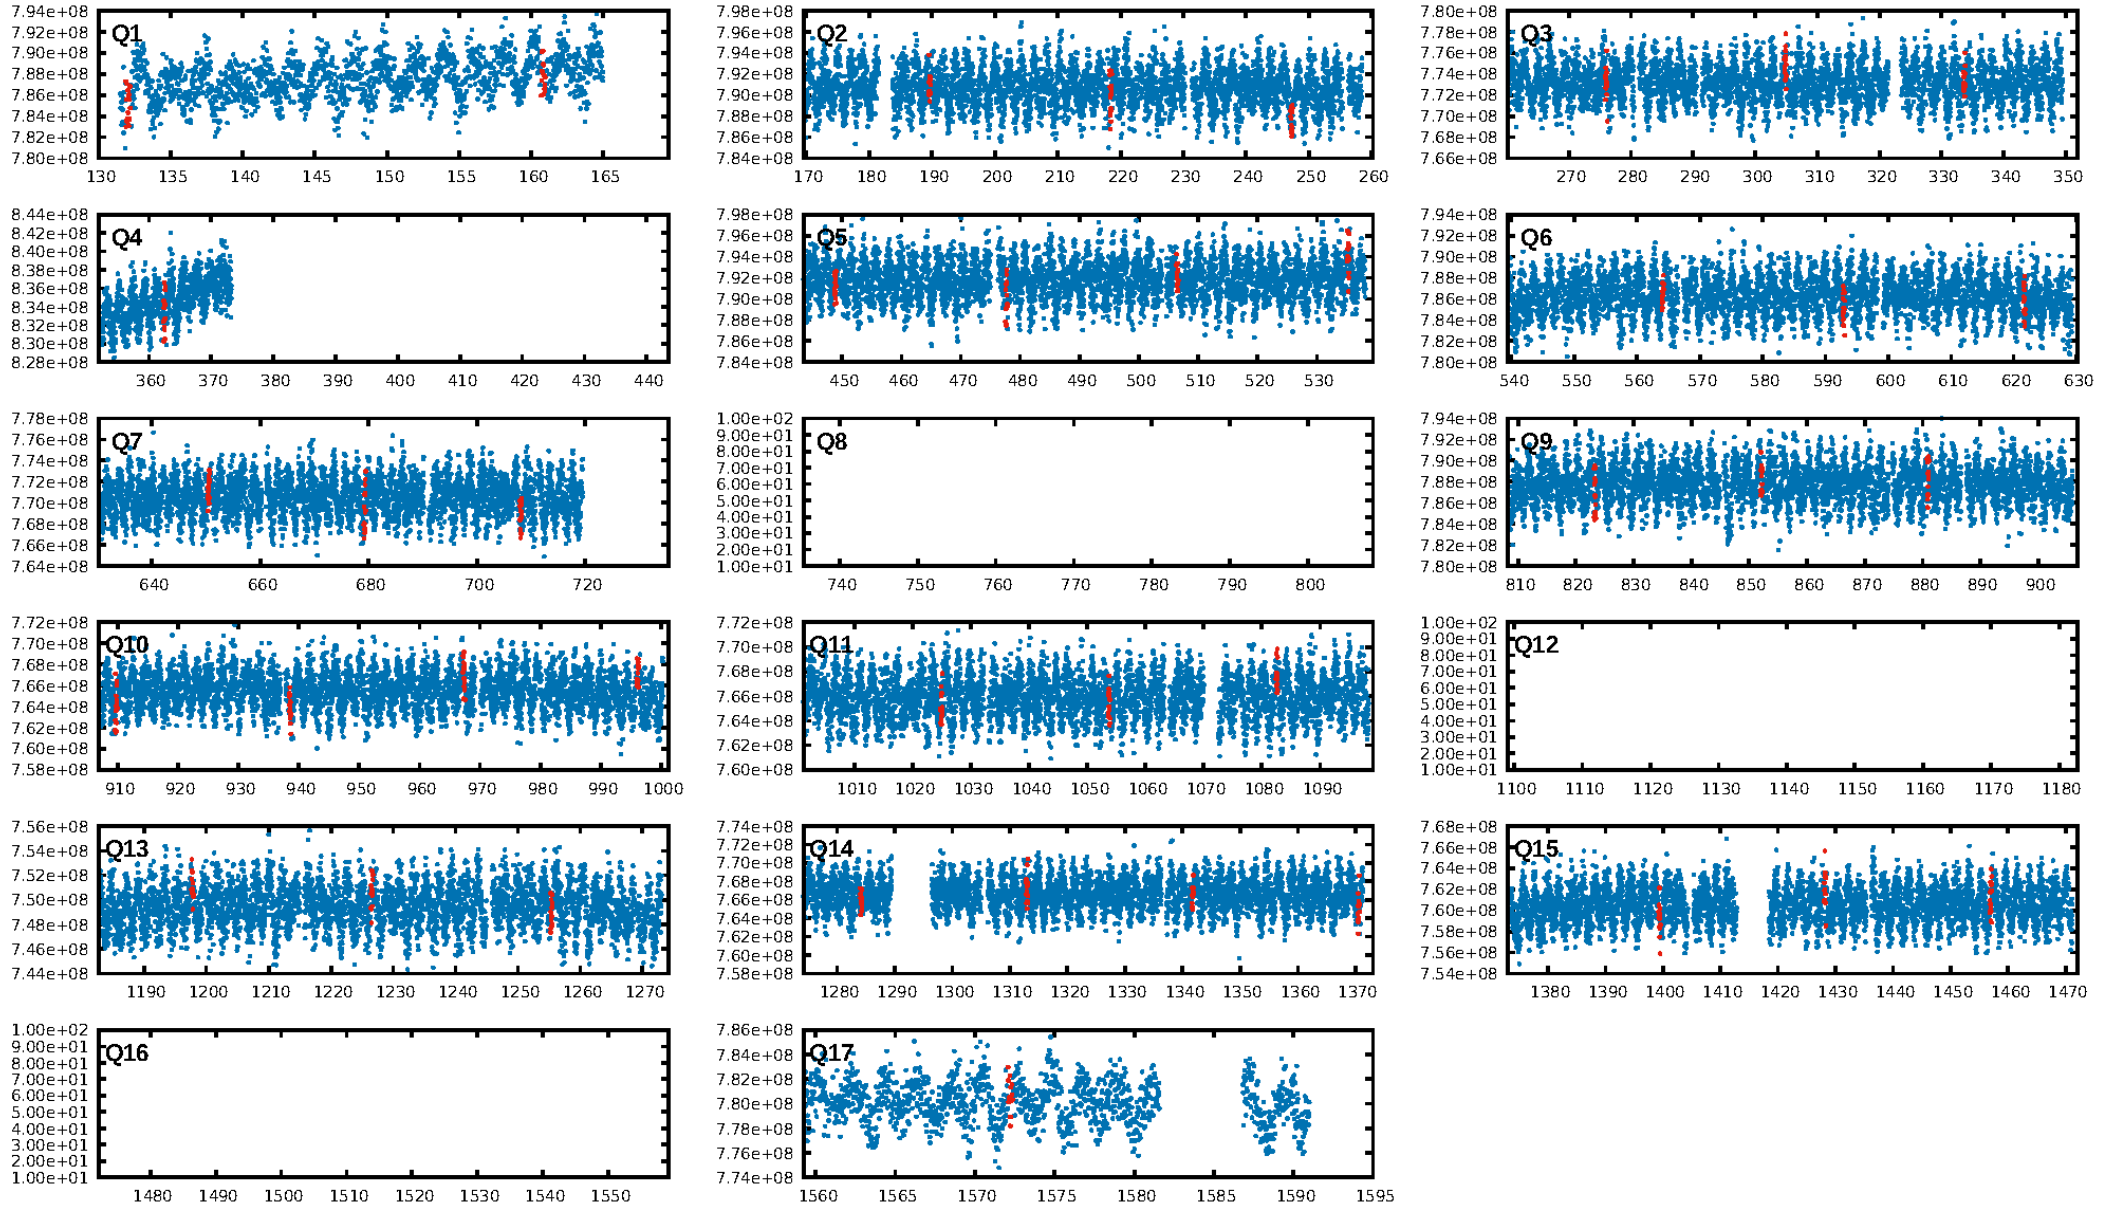 7.94e+08
7.92e+08
7.90e+08
7.88e+08
7.86e+08
7.84e+08
7.82e+08
7.80e+08
Q1
130 135 140 145 150 155 160 165
7.98e+08
7.96e+08
7.94e+08
7.92e+08
7.90e+08
7.88e+08
7.86e+08
7.84e+08
Q2
170 180 190 200 210 220 230 240 250 260
7.80e+08
7.78e+08
7.76e+08
7.74e+08
7.72e+08
7.70e+08
7.68e+08
7.66e+08
Q3
270 280 290 300 310 320 330 340 350
8.44e+08
8.42e+08
8.40e+08
8.38e+08
8.36e+08
8.34e+08
8.32e+08
8.30e+08
8.28e+08
Q4
360 370 380 390 400 410 420 430 440
7.98e+08
7.96e+08
7.94e+08
7.92e+08
7.90e+08
7.88e+08
7.86e+08
7.84e+08
Q5
450 460 470 480 490 500 510 520 530
7.94e+08
7.92e+08
7.90e+08
7.88e+08
7.86e+08
7.84e+08
7.82e+08
7.80e+08
Q6
540 550 560 570 580 590 600 610 620 630
7.78e+08
7.76e+08
7.74e+08
7.72e+08
7.70e+08
7.68e+08
7.66e+08
7.64e+08
Q7
640 660 680 700 720
1.00e+02
9.00e+01
8.00e+01
7.00e+01
6.00e+01
5.00e+01
4.00e+01
3.00e+01
2.00e+01
1.00e+01
Q8
740 750 760 770 780 790 800
7.94e+08
7.92e+08
7.90e+08
7.88e+08
7.86e+08
7.84e+08
7.82e+08
7.80e+08
Q9
810 820 830 840 850 860 870 880 890 900
7.72e+08
7.70e+08
7.68e+08
7.66e+08
7.64e+08
7.62e+08
7.60e+08
7.58e+08
Q10
910 920 930 940 950 960 970 980 990 1000
7.72e+08
7.70e+08
7.68e+08
7.66e+08
7.64e+08
7.62e+08
7.60e+08
Q11
1010 1020 1030 1040 1050 1060 1070 1080 1090
1.00e+02
9.00e+01
8.00e+01
7.00e+01
6.00e+01
5.00e+01
4.00e+01
3.00e+01
2.00e+01
1.00e+01
Q12
1100 1110 1120 1130 1140 1150 1160 1170 1180
7.56e+08
7.54e+08
7.52e+08
7.50e+08
7.48e+08
7.46e+08
7.44e+08
Q13
1190 1200 1210 1220 1230 1240 1250 1260 1270
7.74e+08
7.72e+08
7.70e+08
7.68e+08
7.66e+08
7.64e+08
7.62e+08
7.60e+08
7.58e+08
Q14
1280 1290 1300 1310 1320 1330 1340 1350 1360 1370
7.68e+08
7.66e+08
7.64e+08
7.62e+08
7.60e+08
7.58e+08
7.56e+08
7.54e+08
Q15
1380 1390 1400 1410 1420 1430 1440 1450 1460 1470
1.00e+02
9.00e+01
8.00e+01
7.00e+01
6.00e+01
5.00e+01
4.00e+01
3.00e+01
2.00e+01
1.00e+01
Q16
1480 1490 1500 1510 1520 1530 1540 1550
7.86e+08
7.84e+08
7.82e+08
7.80e+08
7.78e+08
7.76e+08
7.74e+08
Q17
1560 1565 1570 1575 1580 1585 1590 1595